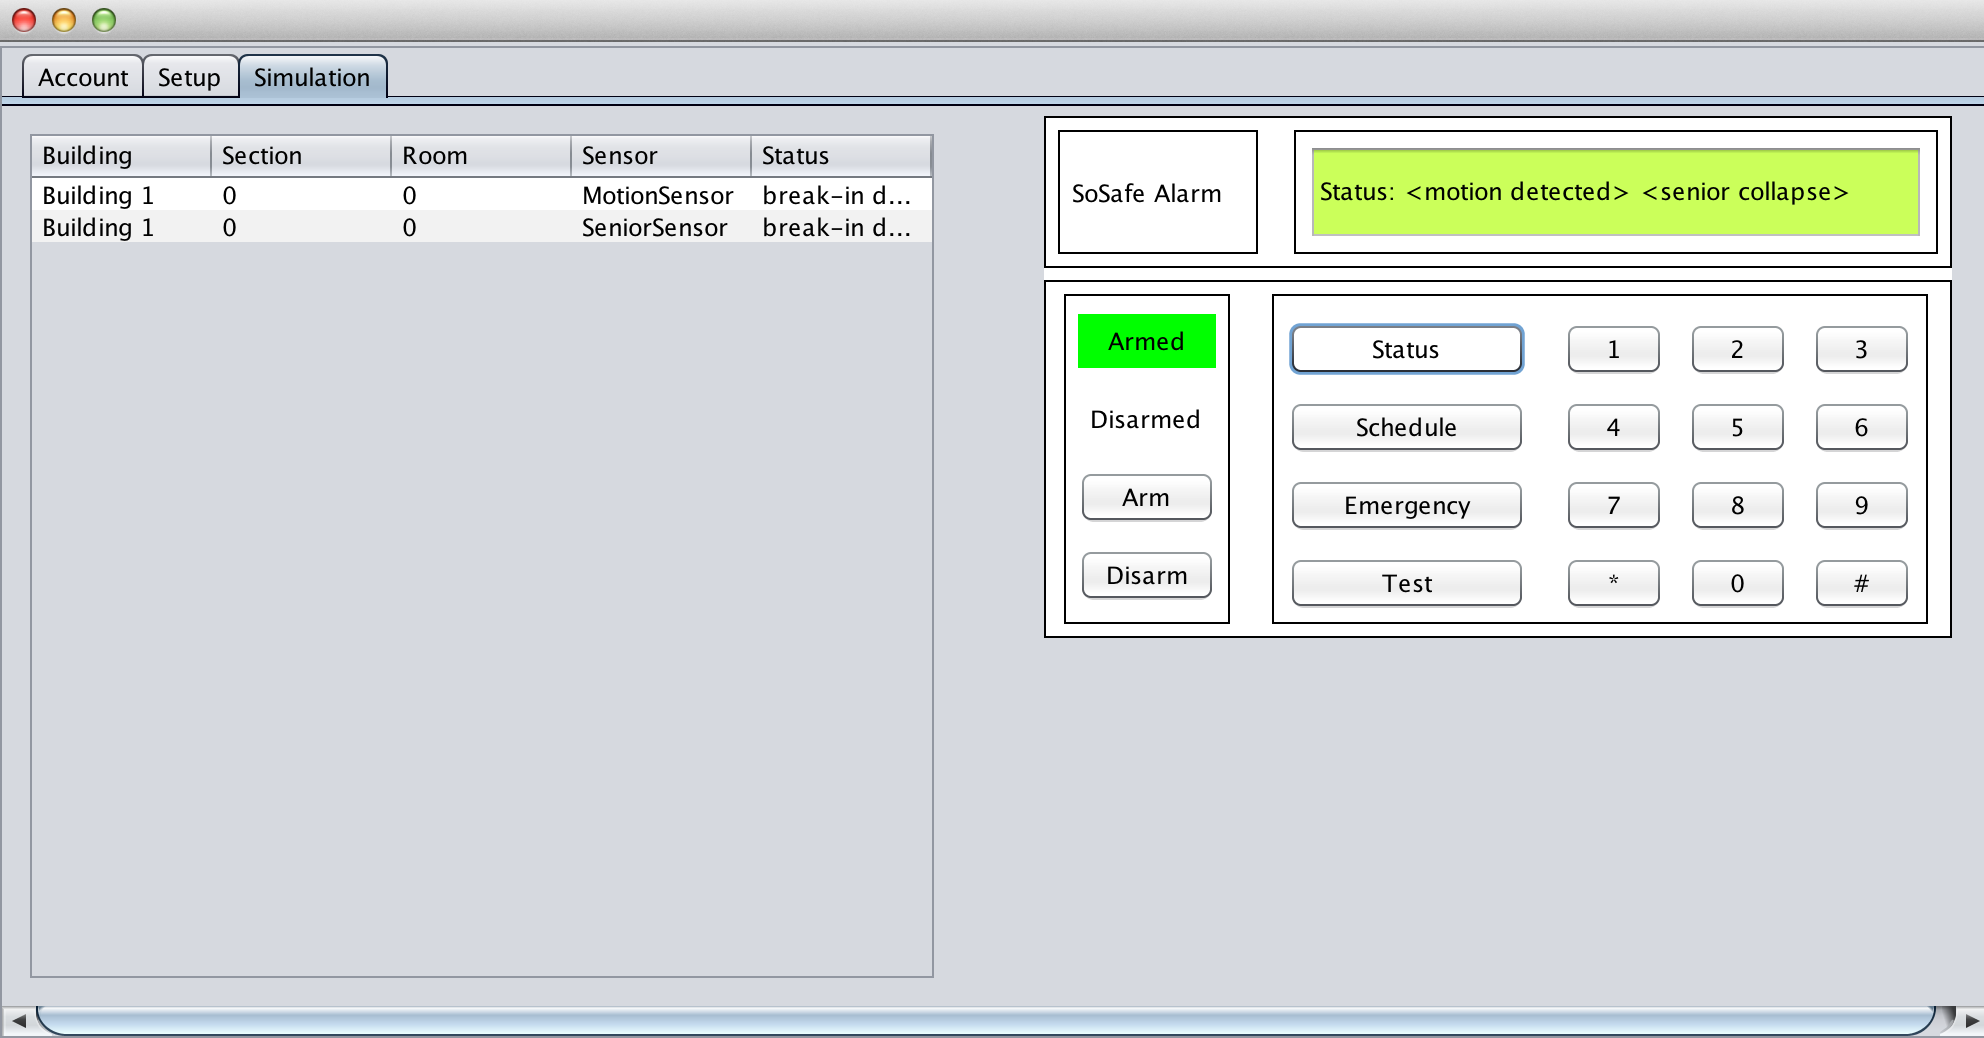 Account Setup Simulation
Building Section Room Sensor Status
Building 1 0 0 MotionSensor break-in d...
Building 1 0 0 SeniorSensor break-in d...
SoSafe Alarm
Status: <motion detected> <senior collapse>
Armed
Disarmed
Arm
Disarm
Status 1 2 3
Schedule 4 5 6
Emergency 7 8 9
Test * 0 #